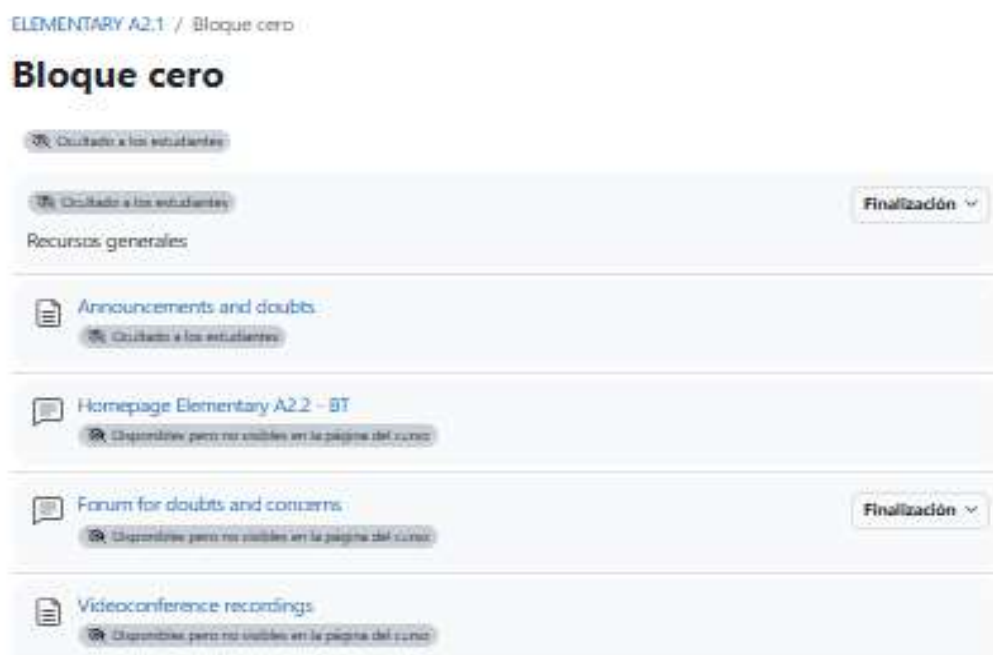 ELEMENTARY A2.1 / Bloque cero
Bloque cero
Ocultado a los estudiantes
Ocultado a los estudiantes
Finalización
Recursos generales
Announcements and doubts
Ocultado a los estudiantes
Homepage Elementary A2.2 - BT
Disponibles pero no visibles en la página del curso
Forum for doubts and concerns
Finalización
Disponibles pero no visibles en la página del curso
Videoconference recordings
Disponibles pero no visibles en la página del curso